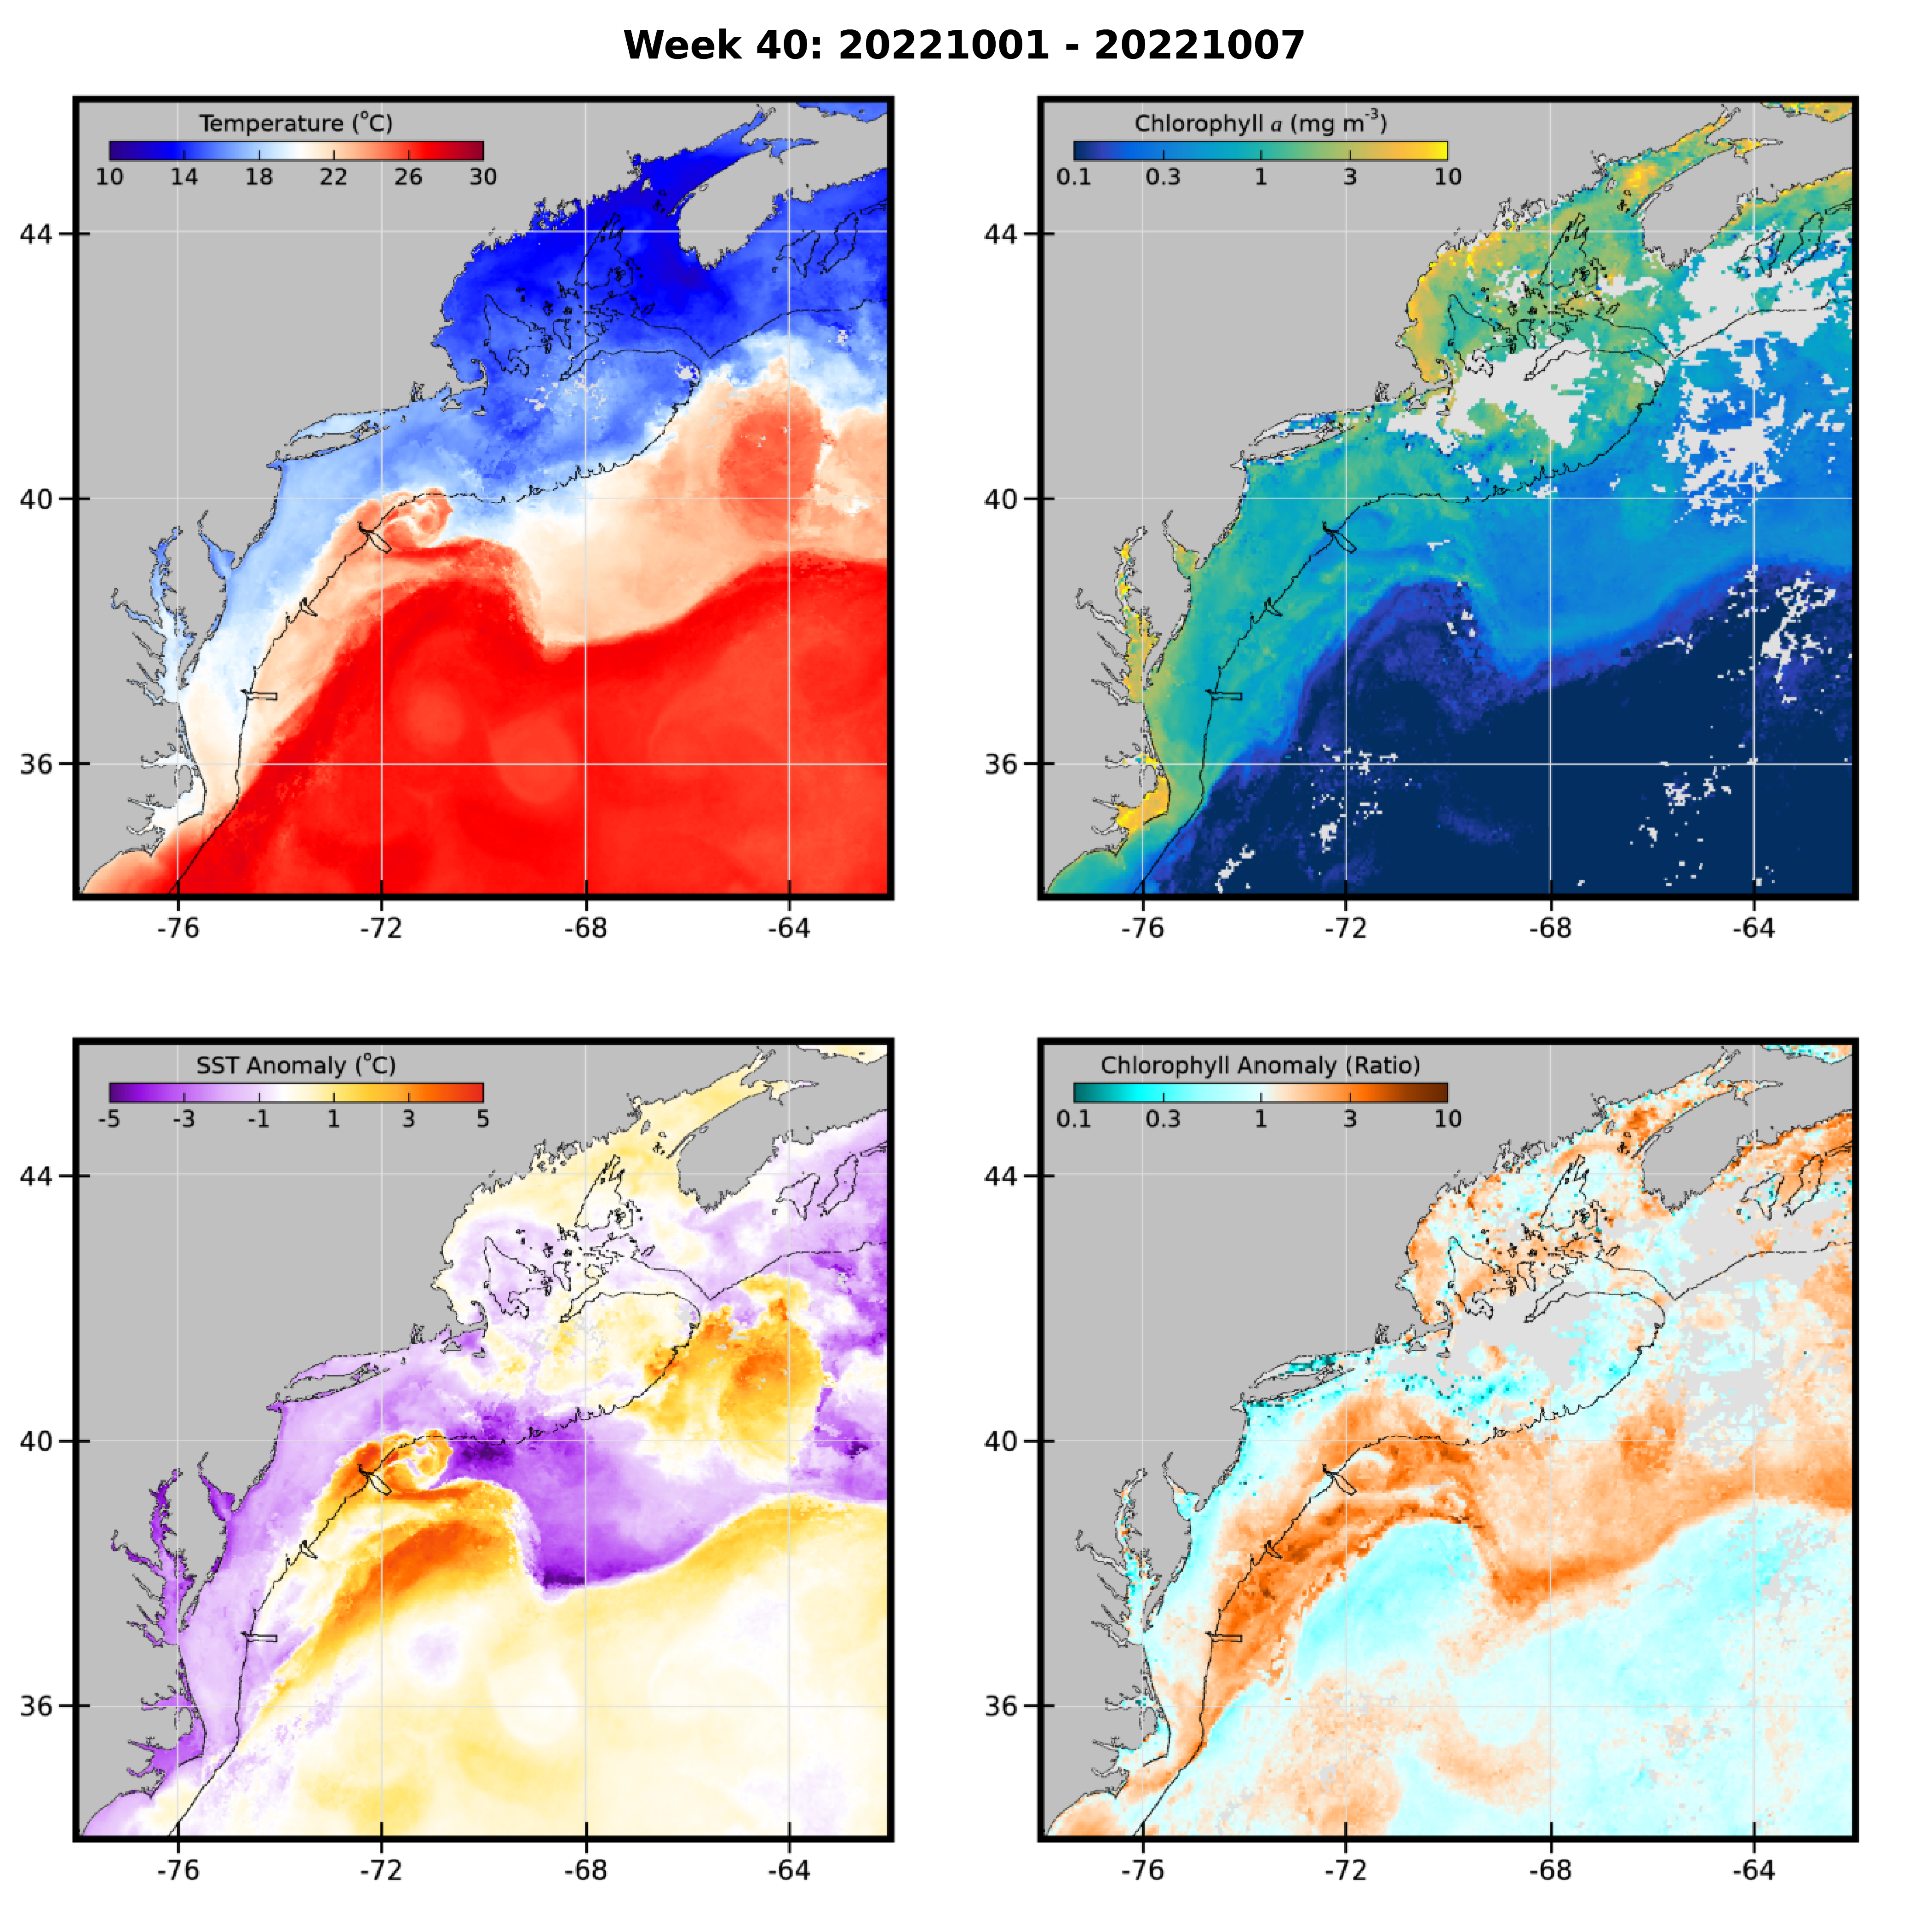 Week 40: 20221001 - 20221007
Temperature (°C)
10 14 18 22 26 30
44
40
36
-76 -72 -68 -64
Chlorophyll a (mg m⁻³)
0.1 0.3 1 3 10
44
40
36
-76 -72 -68 -64
SST Anomaly (°C)
-5 -3 -1 1 3 5
44
40
36
-76 -72 -68 -64
Chlorophyll Anomaly (Ratio)
0.1 0.3 1 3 10
44
40
36
-76 -72 -68 -64